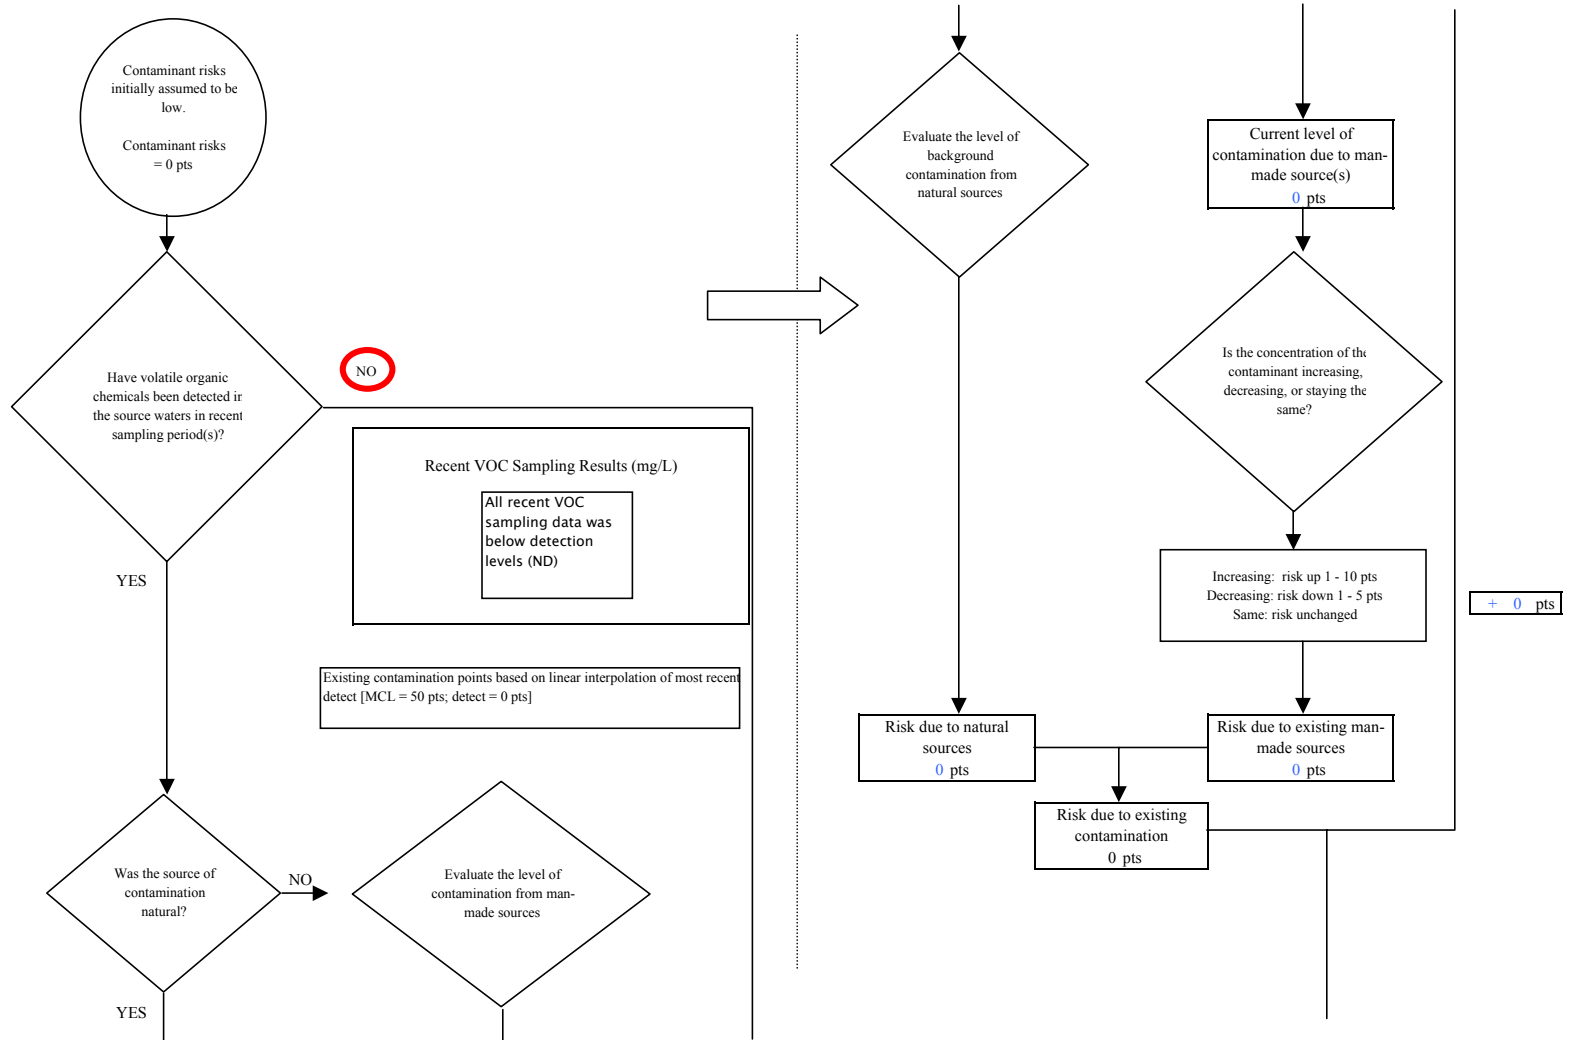 Contaminant risks
initially assumed to be
low.
Contaminant risks
= 0 pts
NO
Have volatile organic
chemicals been detected in
the source waters in recent
sampling period(s)?
Recent VOC Sampling Results (mg/L)
All recent VOC
sampling data was
below detection
levels (ND)
YES
Existing contamination points based on linear interpolation of most recent
detect [MCL = 50 pts; detect = 0 pts]
Was the source of
contamination
natural?
NO
Evaluate the level of
contamination from man-
made sources
YES
Evaluate the level of
background
contamination from
natural sources
Current level of
contamination due to man-
made source(s)
0 pts
Is the concentration of the
contaminant increasing,
decreasing, or staying the
same?
Increasing: risk up 1 - 10 pts
Decreasing: risk down 1 - 5 pts
Same: risk unchanged
+ 0 pts
Risk due to natural
sources
0 pts
Risk due to existing man-
made sources
0 pts
Risk due to existing
contamination
0 pts